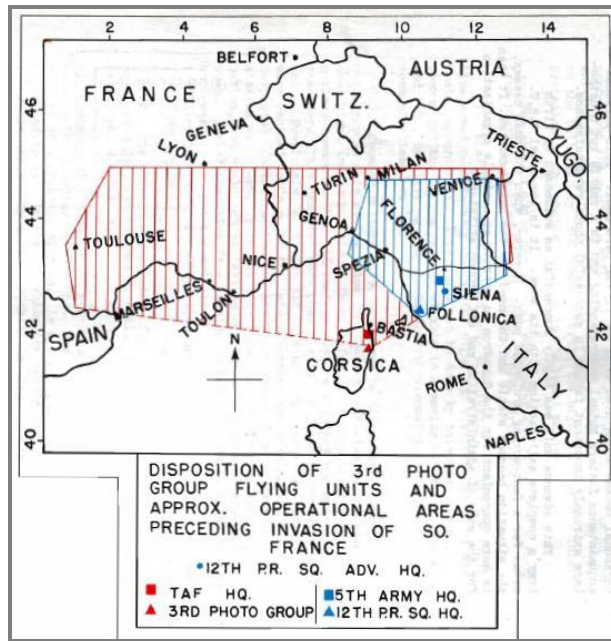 2 4 6 8 10 12 14
BELFORT
AUSTRIA
46 46
FRANCE
SWITZ.
GENEVA
LYON
TRIESTE
YUGO.
TURIN
MILAN
VENICE
44 44
TOULOUSE
GENOA
FLORENCE
SPEZIA
NICE
SIENA
MARSEILLES
TOULON
FOLLONICA
42 42
SPAIN
BASTIA
CORSICA
N
ITALY
ROME
40 40
NAPLES
DISPOSITION OF 3rd PHOTO
GROUP FLYING UNITS AND
APPROX. OPERATIONAL AREAS
PRECEDING INVASION OF SO.
FRANCE
12TH P.R. SQ. ADV. HQ.
TAF HQ. 5TH ARMY HQ.
3RD PHOTO GROUP 12TH P.R. SQ. HQ.